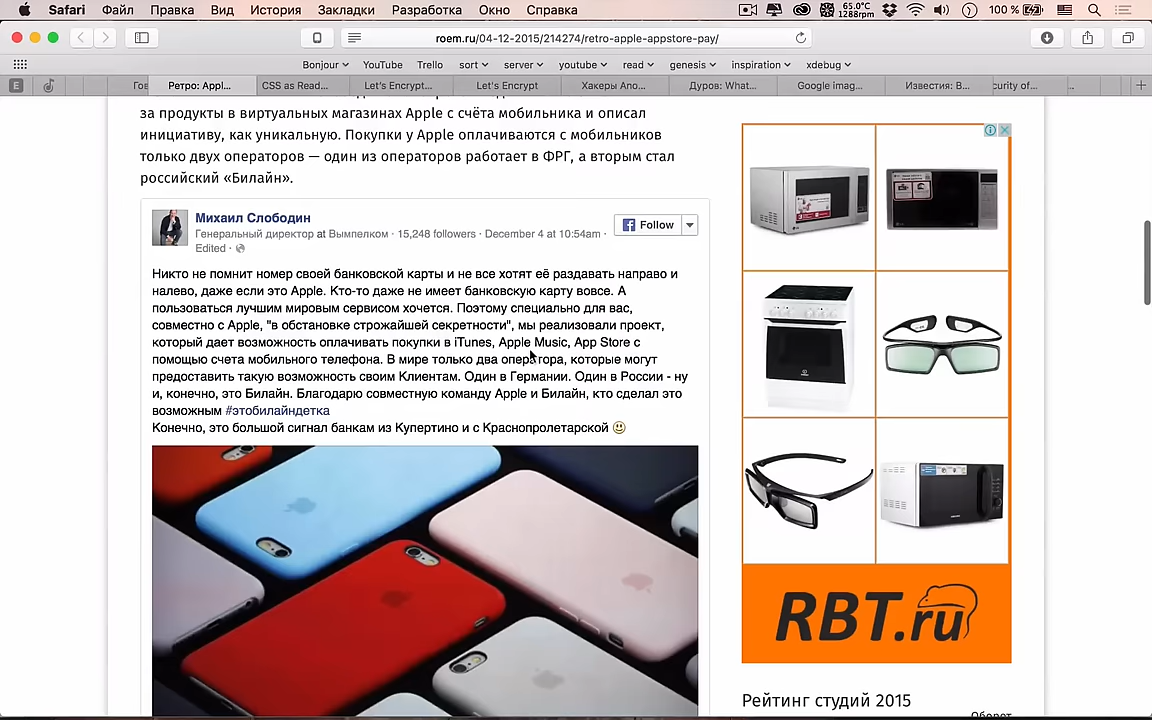 Safari Файл Правка Вид История Закладки Разработка Окно Справка
65.0°C
1288rpm
100 %
roem.ru/04-12-2015/214274/retro-apple-appstore-pay/
Bonjour YouTube Trello sort server youtube read genesis inspiration xdebug
E Гоe Ретро: Appl... CSS as Read... Let's Encrypt... Let's Encrypt Хакеры Ano... Дуров: What... Google imag... Известия: В... curity of... ...
за продукты в виртуальных магазинах Apple с счёта мобильника и описал
инициативу, как уникальную. Покупки у Apple оплачиваются с мобильников
только двух операторов — один из операторов работает в ФРГ, а вторым стал
российский «Билайн».
Михаил Слободин
Follow
Генеральный директор at Вымпелком · 15,248 followers · December 4 at 10:54am ·
Edited ·
Никто не помнит номер своей банковской карты и не все хотят её раздавать направо и
налево, даже если это Apple. Кто-то даже не имеет банковскую карту вовсе. А
пользоваться лучшим мировым сервисом хочется. Поэтому специально для вас,
совместно с Apple, "в обстановке строжайшей секретности", мы реализовали проект,
который дает возможность оплачивать покупки в iTunes, Apple Music, App Store с
помощью счета мобильного телефона. В мире только два оператора, которые могут
предоставить такую возможность своим Клиентам. Один в Германии. Один в России - ну
и, конечно, это Билайн. Благодарю совместную команду Apple и Билайн, кто сделал это
возможным #этобилайндетка
Конечно, это большой сигнал банкам из Купертино и с Краснопролетарской
RBT.ru
Рейтинг студий 2015
Оборот